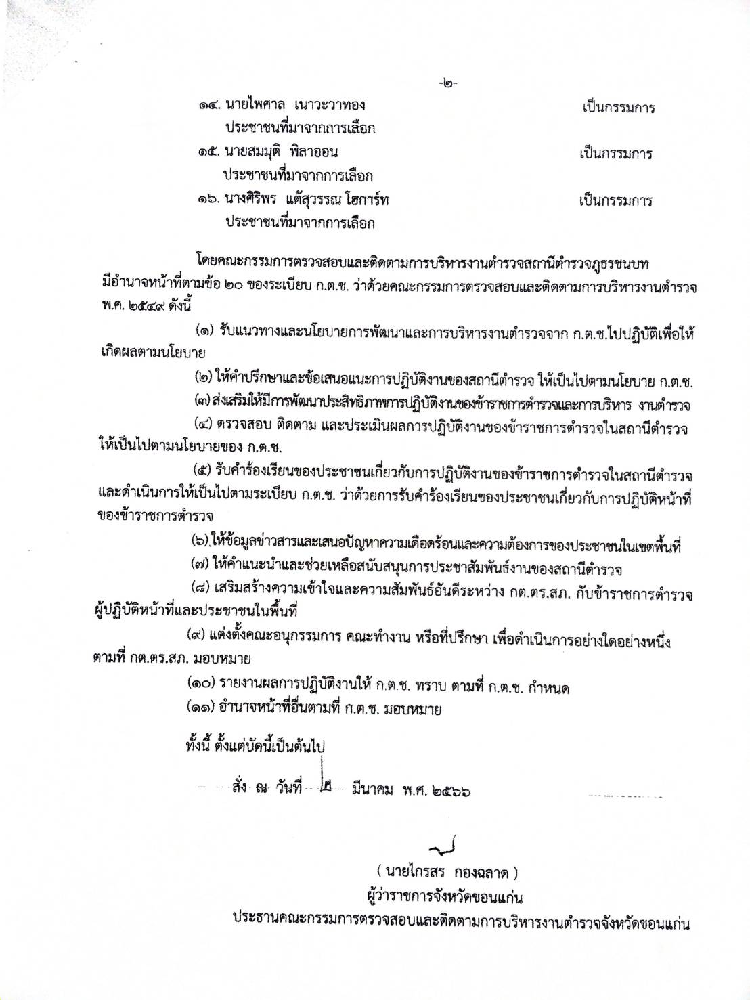 -๒-
๑๔. นายไพศาล เนาวะวาทอง เป็นกรรมการ
ประชาชนที่มาจากการเลือก
๑๕. นายสมมุติ พิลาออน เป็นกรรมการ
ประชาชนที่มาจากการเลือก
๑๖. นางศิริพร แต้สุวรรณ โฮการ์ท เป็นกรรมการ
ประชาชนที่มาจากการเลือก
โดยคณะกรรมการตรวจสอบและติดตามการบริหารงานตำรวจสถานีตำรวจภูธรชนบท
มีอำนาจหน้าที่ตามข้อ ๒๐ ของระเบียบ ก.ต.ช. ว่าด้วยคณะกรรมการตรวจสอบและติดตามการบริหารงานตำรวจ
พ.ศ. ๒๕๔๙ ดังนี้
(๑) รับแนวทางและนโยบายการพัฒนาและการบริหารงานตำรวจจาก ก.ต.ช.ไปปฏิบัติเพื่อให้
เกิดผลตามนโยบาย
(๒) ให้คำปรึกษาและข้อเสนอแนะการปฏิบัติงานของสถานีตำรวจ ให้เป็นไปตามนโยบาย ก.ต.ช.
(๓) ส่งเสริมให้มีการพัฒนาประสิทธิภาพการปฏิบัติงานของข้าราชการตำรวจและการบริหาร งานตำรวจ
(๔) ตรวจสอบ ติดตาม และประเมินผลการปฏิบัติงานของข้าราชการตำรวจในสถานีตำรวจ
ให้เป็นไปตามนโยบายของ ก.ต.ช.
(๕) รับคำร้องเรียนของประชาชนเกี่ยวกับการปฏิบัติงานของข้าราชการตำรวจในสถานีตำรวจ
และดำเนินการให้เป็นไปตามระเบียบ ก.ต.ช. ว่าด้วยการรับคำร้องเรียนของประชาชนเกี่ยวกับการปฏิบัติหน้าที่
ของข้าราชการตำรวจ
(๖) ให้ข้อมูลข่าวสารและเสนอปัญหาความเดือดร้อนและความต้องการของประชาชนในเขตพื้นที่
(๗) ให้คำแนะนำและช่วยเหลือสนับสนุนการประชาสัมพันธ์งานของสถานีตำรวจ
(๘) เสริมสร้างความเข้าใจและความสัมพันธ์อันดีระหว่าง กต.ตร.สภ. กับข้าราชการตำรวจ
ผู้ปฏิบัติหน้าที่และประชาชนในพื้นที่
(๙) แต่งตั้งคณะอนุกรรมการ คณะทำงาน หรือที่ปรึกษา เพื่อดำเนินการอย่างใดอย่างหนึ่ง
ตามที่ กต.ตร.สภ. มอบหมาย
(๑๐) รายงานผลการปฏิบัติงานให้ ก.ต.ช. ทราบ ตามที่ ก.ต.ช. กำหนด
(๑๑) อำนาจหน้าที่อื่นตามที่ ก.ต.ช. มอบหมาย
ทั้งนี้ ตั้งแต่บัดนี้เป็นต้นไป
สั่ง ณ วันที่ มีนาคม พ.ศ. ๒๕๖๖
( นายไกรสร กองฉลาด )
ผู้ว่าราชการจังหวัดขอนแก่น
ประธานคณะกรรมการตรวจสอบและติดตามการบริหารงานตำรวจจังหวัดขอนแก่น